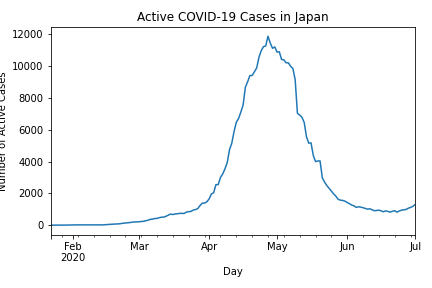 Active COVID-19 Cases in Japan
Number of Active Cases
12000
10000
8000
6000
4000
2000
0
Feb
2020
Mar
Apr
May
Jun
Jul
Day